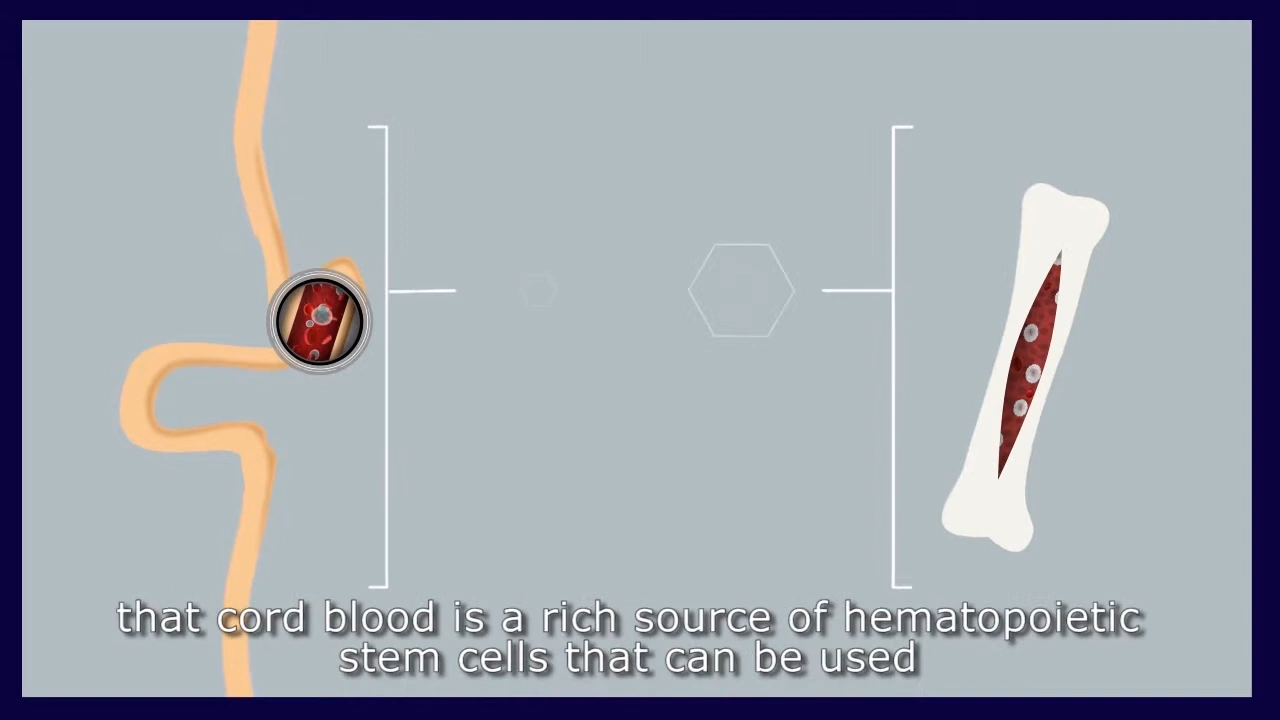 that cord blood is a rich source of hematopoietic
stem cells that can be used